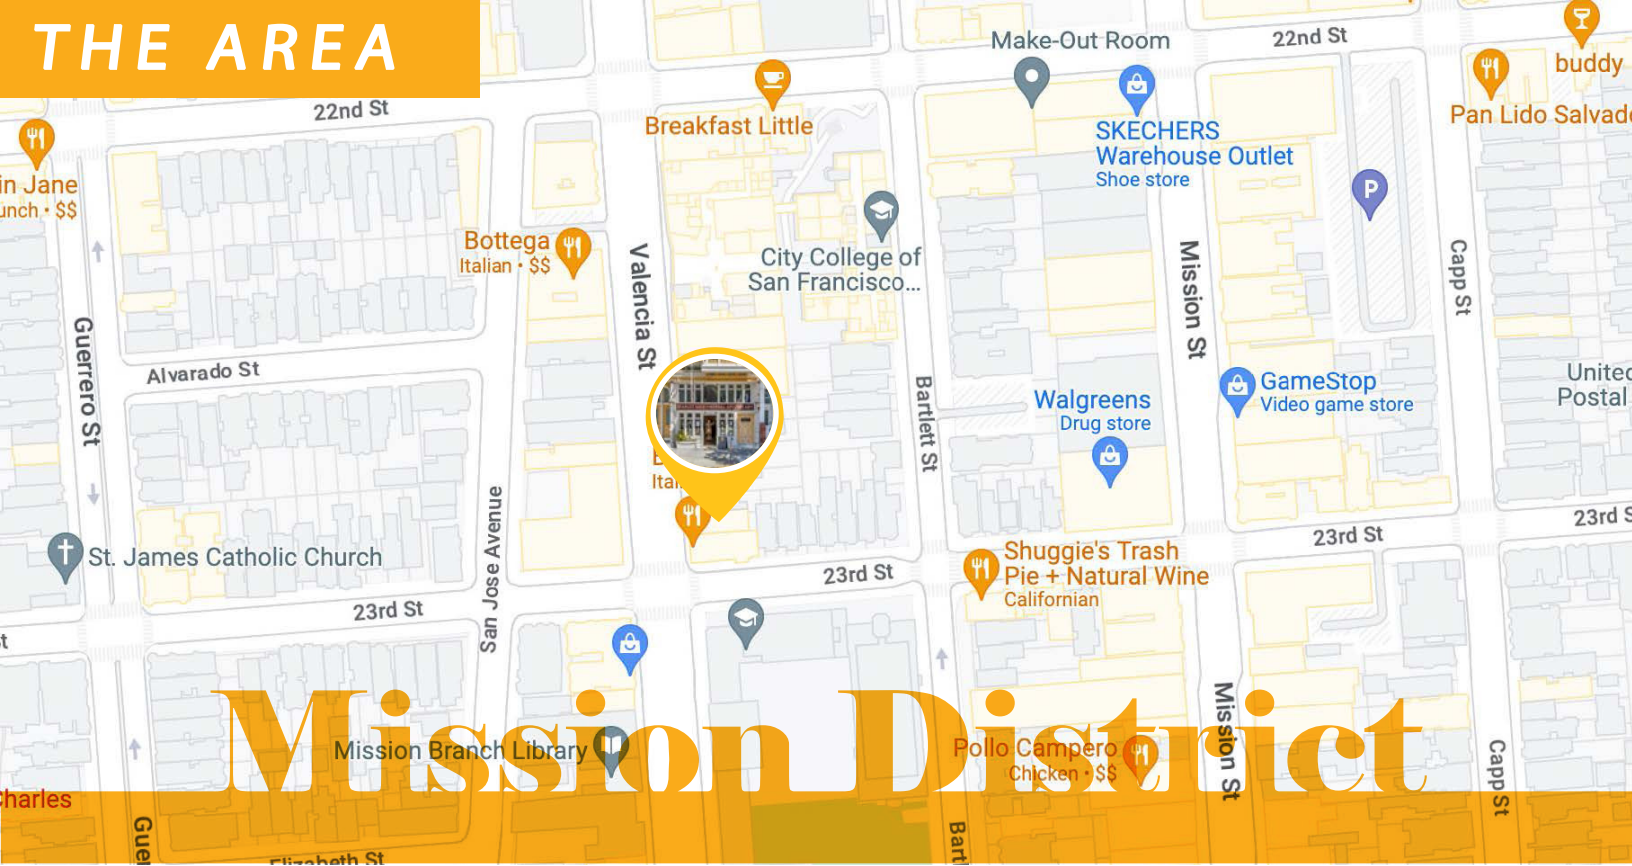 THE AREA
Make-Out Room
22nd St
buddy
22nd St
Breakfast Little
SKECHERS
Warehouse Outlet
Shoe store
Pan Lido Salvad
in Jane
unch • $$
P
Bottega
Italian • $$
City College of
San Francisco...
Valencia St
Mission St
Capp St
Guerrero St
Alvarado St
Bartlett St
Walgreens
Drug store
GameStop
Video game store
United
Postal
Ital
San Jose Avenue
St. James Catholic Church
23rd St
23rd St
23rd St
23rd S
Shuggie's Trash
Pie + Natural Wine
Californian
Mission District
Mission Branch Library
Pollo Campero
Chicken • $$
Mission St
Capp St
Charles
Guer
Elizabeth St
Bartl